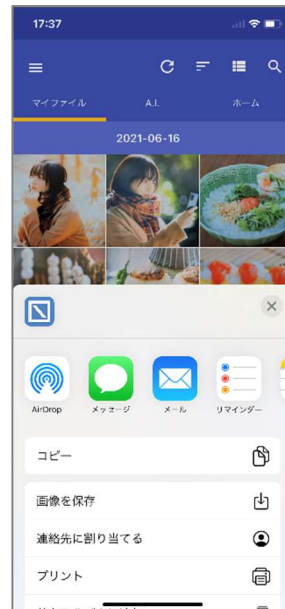 17:37
マイファイル
A.I.
ホーム
2021-06-16
AirDrop
メッセージ
メール
リマインダー
コピー
画像を保存
連絡先に割り当てる
プリント